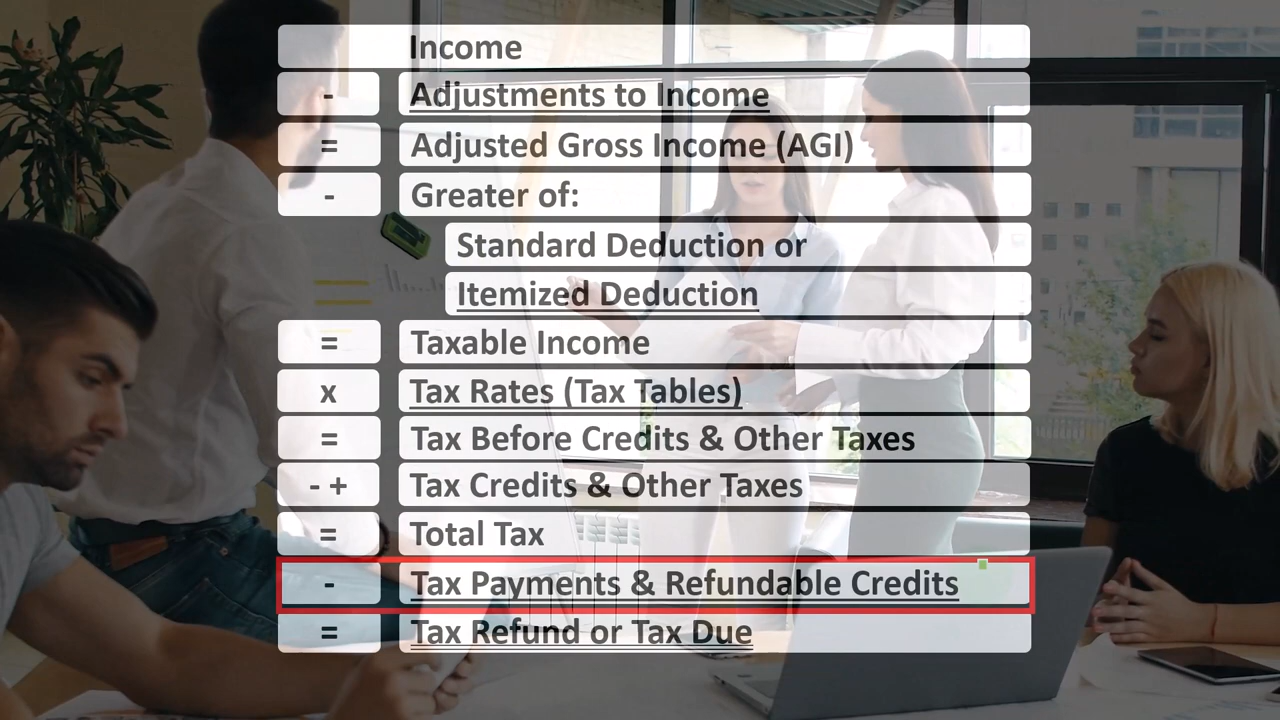 Income
- Adjustments to Income
= Adjusted Gross Income (AGI)
- Greater of:
Standard Deduction or
Itemized Deduction
= Taxable Income
x Tax Rates (Tax Tables)
= Tax Before Credits & Other Taxes
- + Tax Credits & Other Taxes
= Total Tax
- Tax Payments & Refundable Credits
= Tax Refund or Tax Due